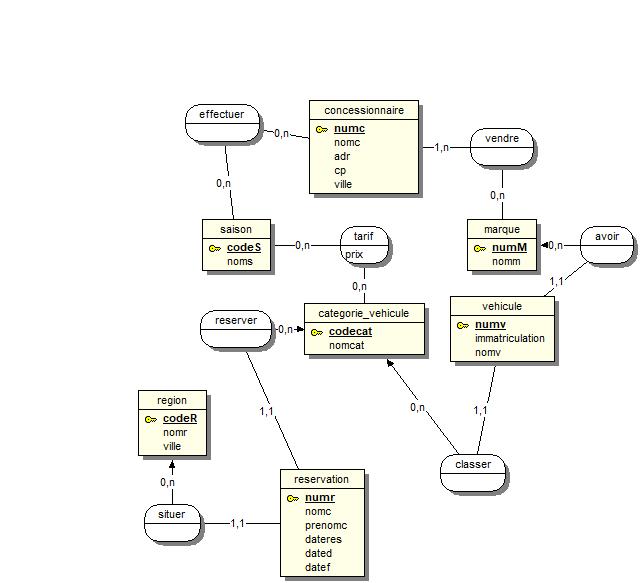 concessionnaire
numc
nomc
adr
cp
ville
effectuer
0,n
1,n
vendre
0,n
0,n
saison
codeS
noms
0,n
tarif
prix
0,n
marque
numM
nomm
0,n
avoir
1,1
reserver
0,n
categorie_vehicule
codecat
nomcat
vehicule
numv
immatriculation
nomv
1,1
0,n
1,1
region
codeR
nomr
ville
0,n
classer
situer
1,1
reservation
numr
nomc
prenomc
dateres
dated
datef